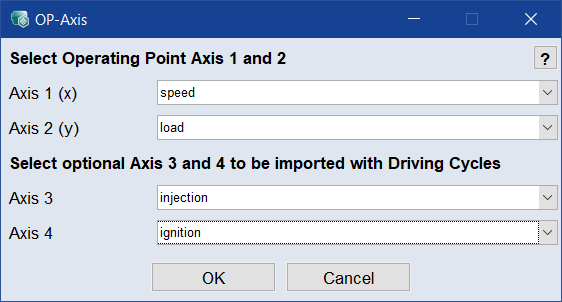 OP-Axis
Select Operating Point Axis 1 and 2
?
Axis 1 (x)
speed
Axis 2 (y)
load
Select optional Axis 3 and 4 to be imported with Driving Cycles
Axis 3
injection
Axis 4
ignition
OK
Cancel